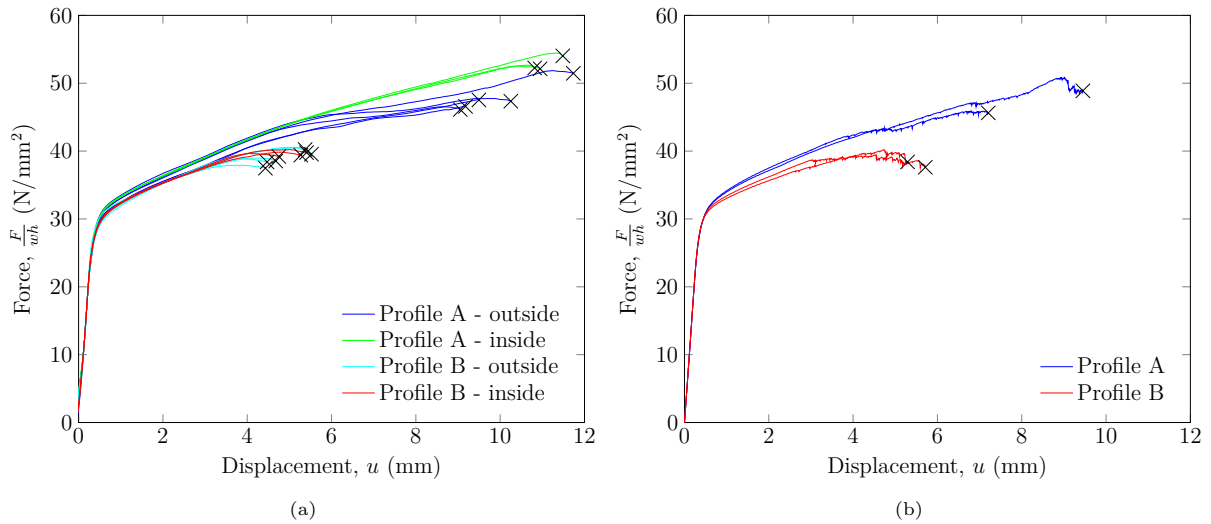 60
50
40
30
20
10
0
0 2 4 6 8 10 12
Force, F/wh (N/mm²)
Displacement, u (mm)
Profile A - outside
Profile A - inside
Profile B - outside
Profile B - inside
(a)
60
50
40
30
20
10
0
0 2 4 6 8 10 12
Force, F/wh (N/mm²)
Displacement, u (mm)
Profile A
Profile B
(b)